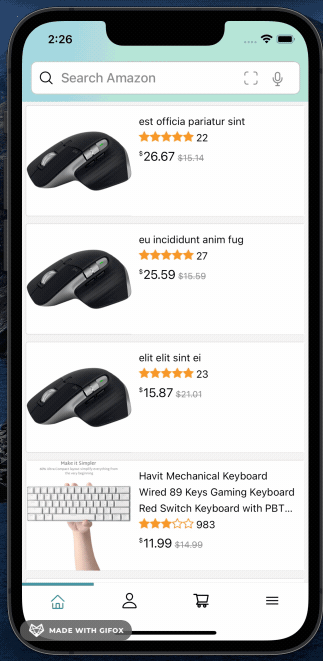 2:26
Search Amazon
est officia pariatur sint
22
$26.67 $15.14
eu incididunt anim fug
27
$25.59 $15.59
elit elit sint ei
23
$15.87 $21.01
Make it Simpler
Havit Mechanical Keyboard
Wired 89 Keys Gaming Keyboard
Red Switch Keyboard with PBT...
983
$11.99 $14.99
MADE WITH GIFOX